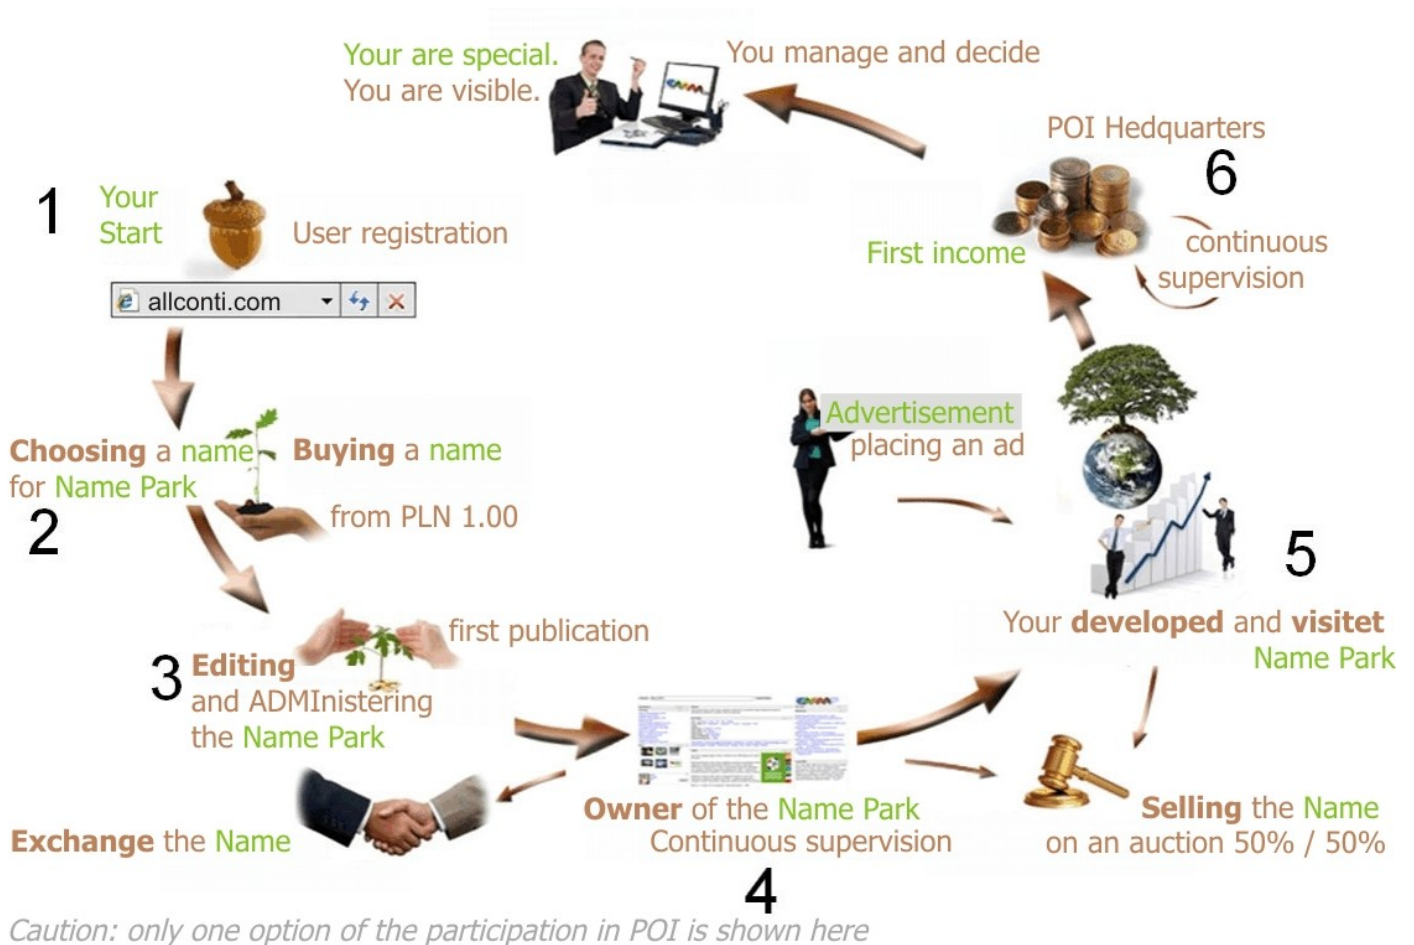 Your are special.
You are visible.
You manage and decide
1
Your
Start
User registration
allconti.com
Choosing a name
for Name Park
Buying a name
from PLN 1.00
2
first publication
3
Editing
and ADMInistering
the Name Park
Exchange the Name
Owner of the Name Park
Continuous supervision
4
Advertisement
placing an ad
5
Your developed and visitet
Name Park
Selling the Name
on an auction 50% / 50%
POI Hedquarters
6
First income
continuous
supervision
Caution: only one option of the participation in POI is shown here